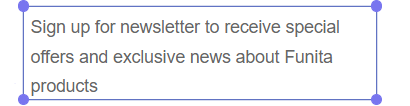 Sign up for newsletter to receive special
offers and exclusive news about Funita
products